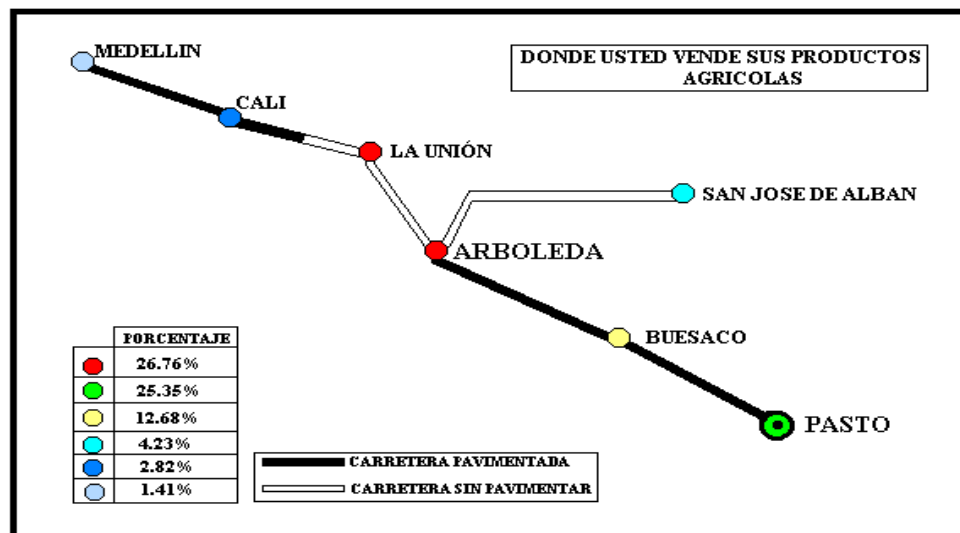 MEDELLIN
DONDE USTED VENDE SUS PRODUCTOS
AGRICOLAS
CALI
LA UNIÓN
SAN JOSE DE ALBAN
ARBOLEDA
BUESACO
PASTO
PORCENTAJE
26.76%
25.35%
12.68%
4.23%
2.82%
1.41%
CARRETERA PAVIMENTADA
CARRETERA SIN PAVIMENTAR